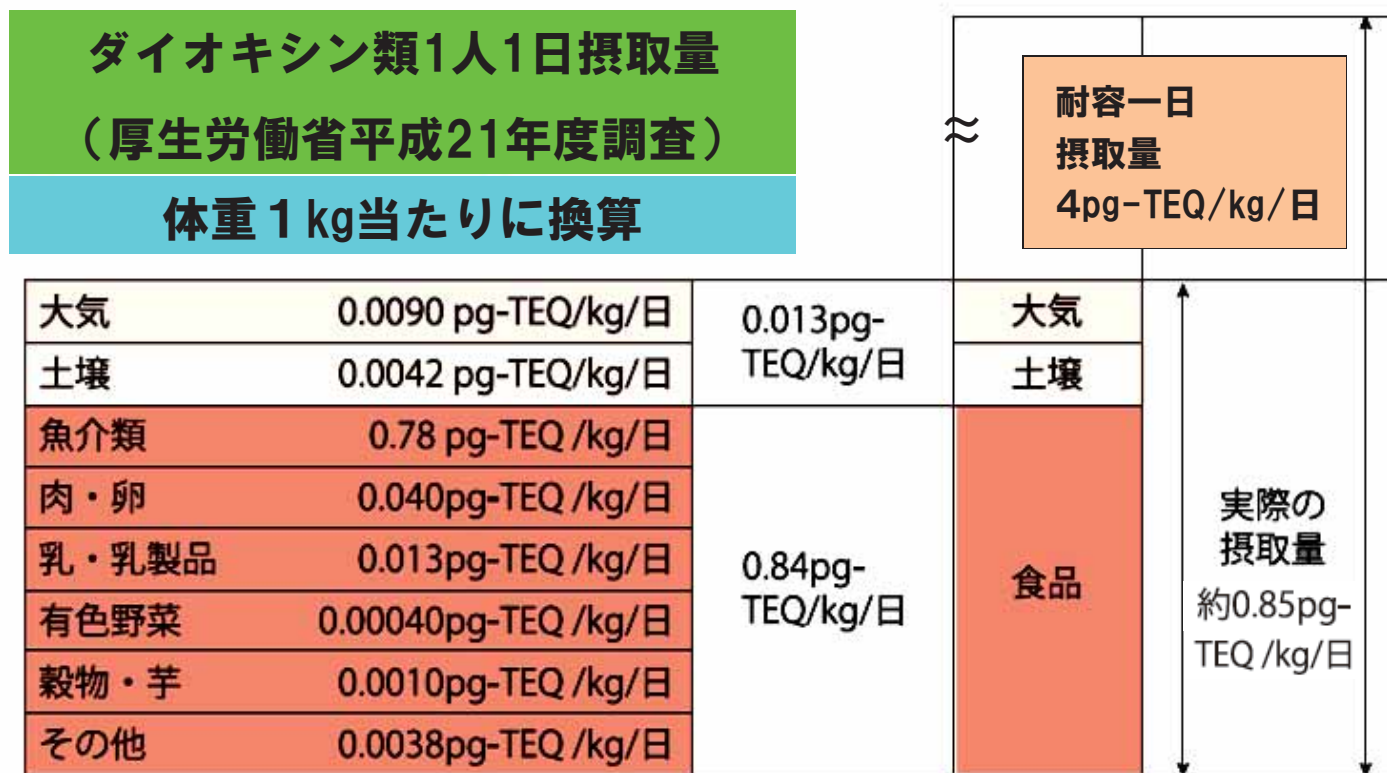 ダイオキシン類1人1日摂取量
（厚生労働省平成21年度調査）
体重１kg当たりに換算
≈
耐容一日
摂取量
4pg-TEQ/kg/日
大気 0.0090 pg-TEQ/kg/日
土壌 0.0042 pg-TEQ/kg/日
0.013pg-
TEQ/kg/日
大気
土壌
魚介類 0.78 pg-TEQ /kg/日
肉・卵 0.040pg-TEQ /kg/日
乳・乳製品 0.013pg-TEQ /kg/日
有色野菜 0.00040pg-TEQ /kg/日
穀物・芋 0.0010pg-TEQ /kg/日
その他 0.0038pg-TEQ /kg/日
0.84pg-
TEQ/kg/日
食品
実際の
摂取量
約0.85pg-
TEQ /kg/日